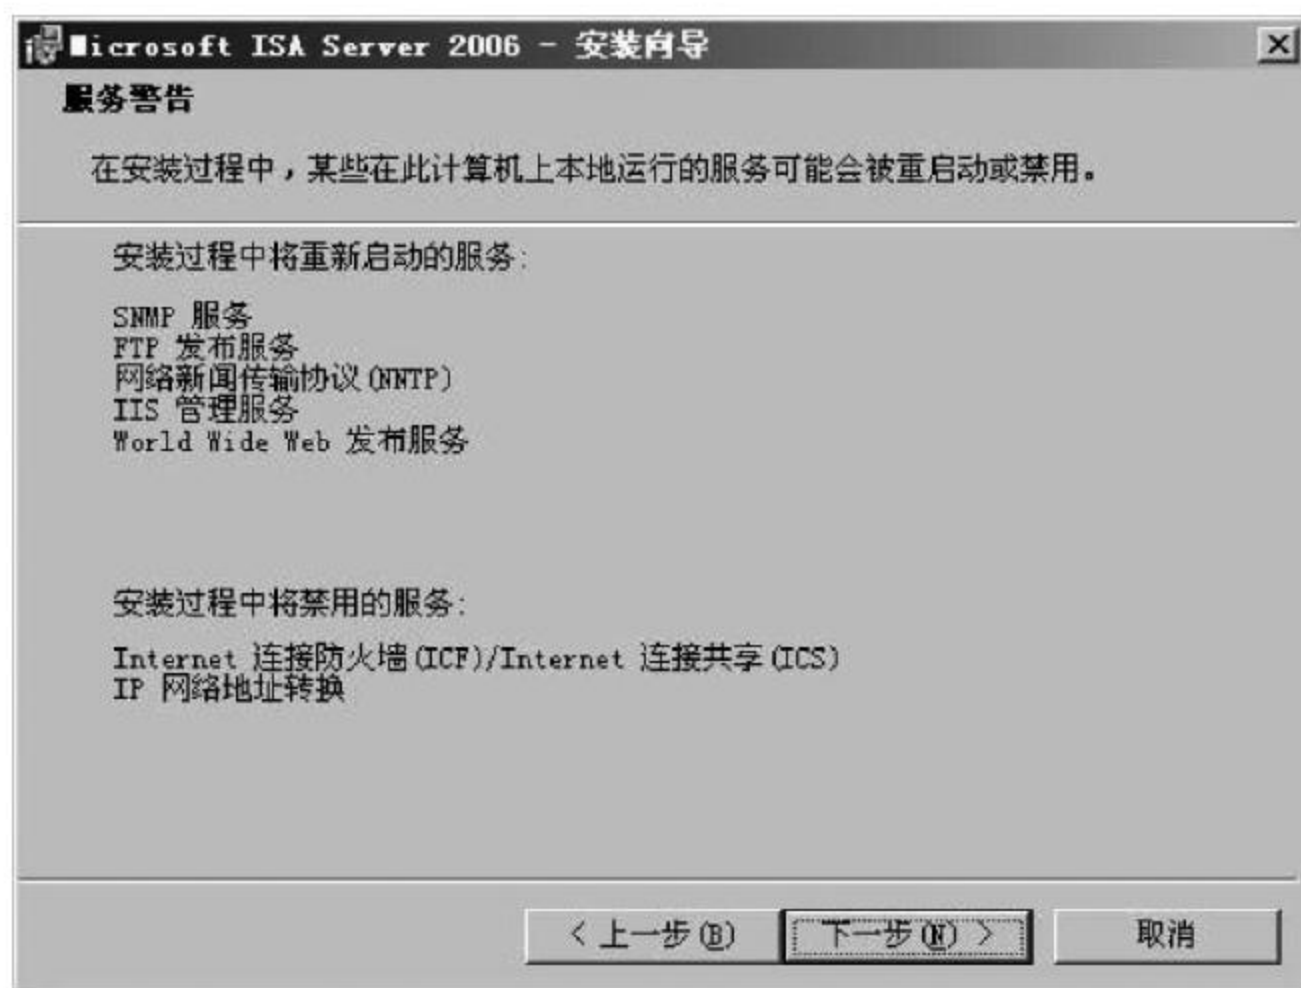 Microsoft ISA Server 2006 - 安装向导
服务警告
在安装过程中，某些在此计算机上本地运行的服务可能会被重启动或禁用。
安装过程中将重新启动的服务：
SNMP 服务
FTP 发布服务
网络新闻传输协议(NNTP)
IIS 管理服务
World Wide Web 发布服务
安装过程中将禁用的服务：
Internet 连接防火墙(ICF)/Internet 连接共享(ICS)
IP 网络地址转换
< 上一步(B)
下一步(N) >
取消